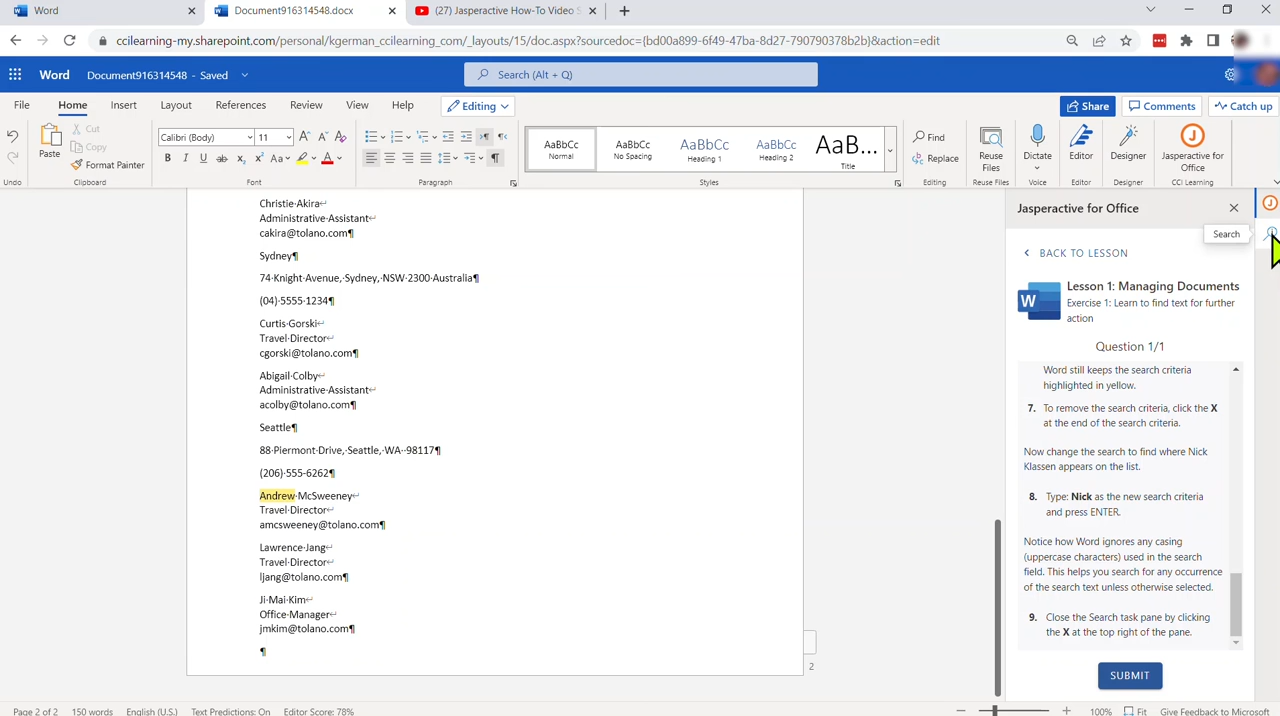 Word
Document916314548.docx
(27) Jasperactive How-To Video S
ccilearning-my.sharepoint.com/personal/kgerman_ccilearning_com/_layouts/15/doc.aspx?sourcedoc={bd00a899-6f49-47ba-8d27-790790378b2b}&action=edit
Word Document916314548 - Saved Search (Alt + Q)
File Home Insert Layout References Review View Help Editing Share Comments Catch up
Paste Cut Copy Format Painter
Calibri (Body) 11
AaBbCc Normal AaBbCc No Spacing AaBbCc Heading 1 AaBbCc Heading 2 AaB... Title
Find Replace
Reuse Files Dictate Editor Designer Jasperactive for Office
Undo Clipboard Font Paragraph Styles Editing Reuse Files Voice Editor Designer CCI Learning
Christie·Akira↵
Administrative·Assistant↵
cakira@tolano.com¶
Sydney¶
74·Knight·Avenue,·Sydney,·NSW·2300·Australia¶
(04)·5555·1234¶
Curtis·Gorski↵
Travel·Director↵
cgorski@tolano.com¶
Abigail·Colby↵
Administrative·Assistant↵
acolby@tolano.com¶
Seattle¶
88·Piermont·Drive,·Seattle,·WA··98117¶
(206)·555-6262¶
Andrew·McSweeney↵
Travel·Director↵
amcsweeney@tolano.com¶
Lawrence·Jang↵
Travel·Director↵
ljang@tolano.com¶
Ji·Mai·Kim↵
Office·Manager↵
jmkim@tolano.com¶
¶
2
Jasperactive for Office
Search
BACK TO LESSON
Lesson 1: Managing Documents
Exercise 1: Learn to find text for further
action
Question 1/1
Word still keeps the search criteria
highlighted in yellow.
7. To remove the search criteria, click the X
at the end of the search criteria.
Now change the search to find where Nick
Klassen appears on the list.
8. Type: Nick as the new search criteria
and press ENTER.
Notice how Word ignores any casing
(uppercase characters) used in the search
field. This helps you search for any occurrence
of the search text unless otherwise selected.
9. Close the Search task pane by clicking
the X at the top right of the pane.
SUBMIT
Page 2 of 2 150 words English (U.S.) Text Predictions: On Editor Score: 78% 100% Fit Give Feedback to Microsoft